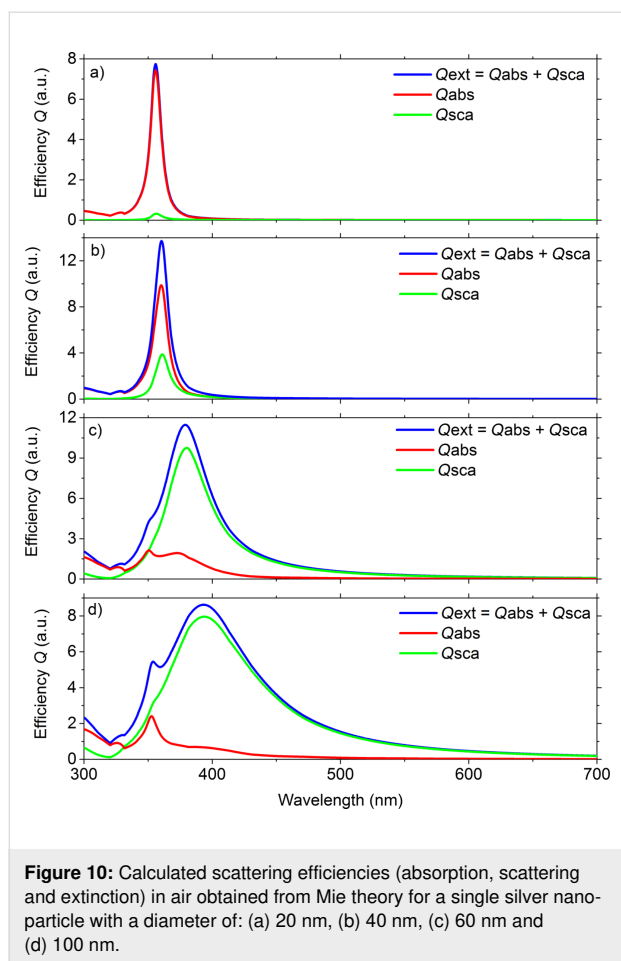 a)
Qext = Qabs + Qsca
Qabs
Qsca
Efficiency Q (a.u.)
8
6
4
2
0
b)
Qext = Qabs + Qsca
Qabs
Qsca
Efficiency Q (a.u.)
12
8
4
0
c)
Qext = Qabs + Qsca
Qabs
Qsca
Efficiency Q (a.u.)
12
9
6
3
0
d)
Qext = Qabs + Qsca
Qabs
Qsca
Efficiency Q (a.u.)
8
6
4
2
0
300 400 500 600 700
Wavelength (nm)
Figure 10: Calculated scattering efficiencies (absorption, scattering
and extinction) in air obtained from Mie theory for a single silver nano-
particle with a diameter of: (a) 20 nm, (b) 40 nm, (c) 60 nm and
(d) 100 nm.